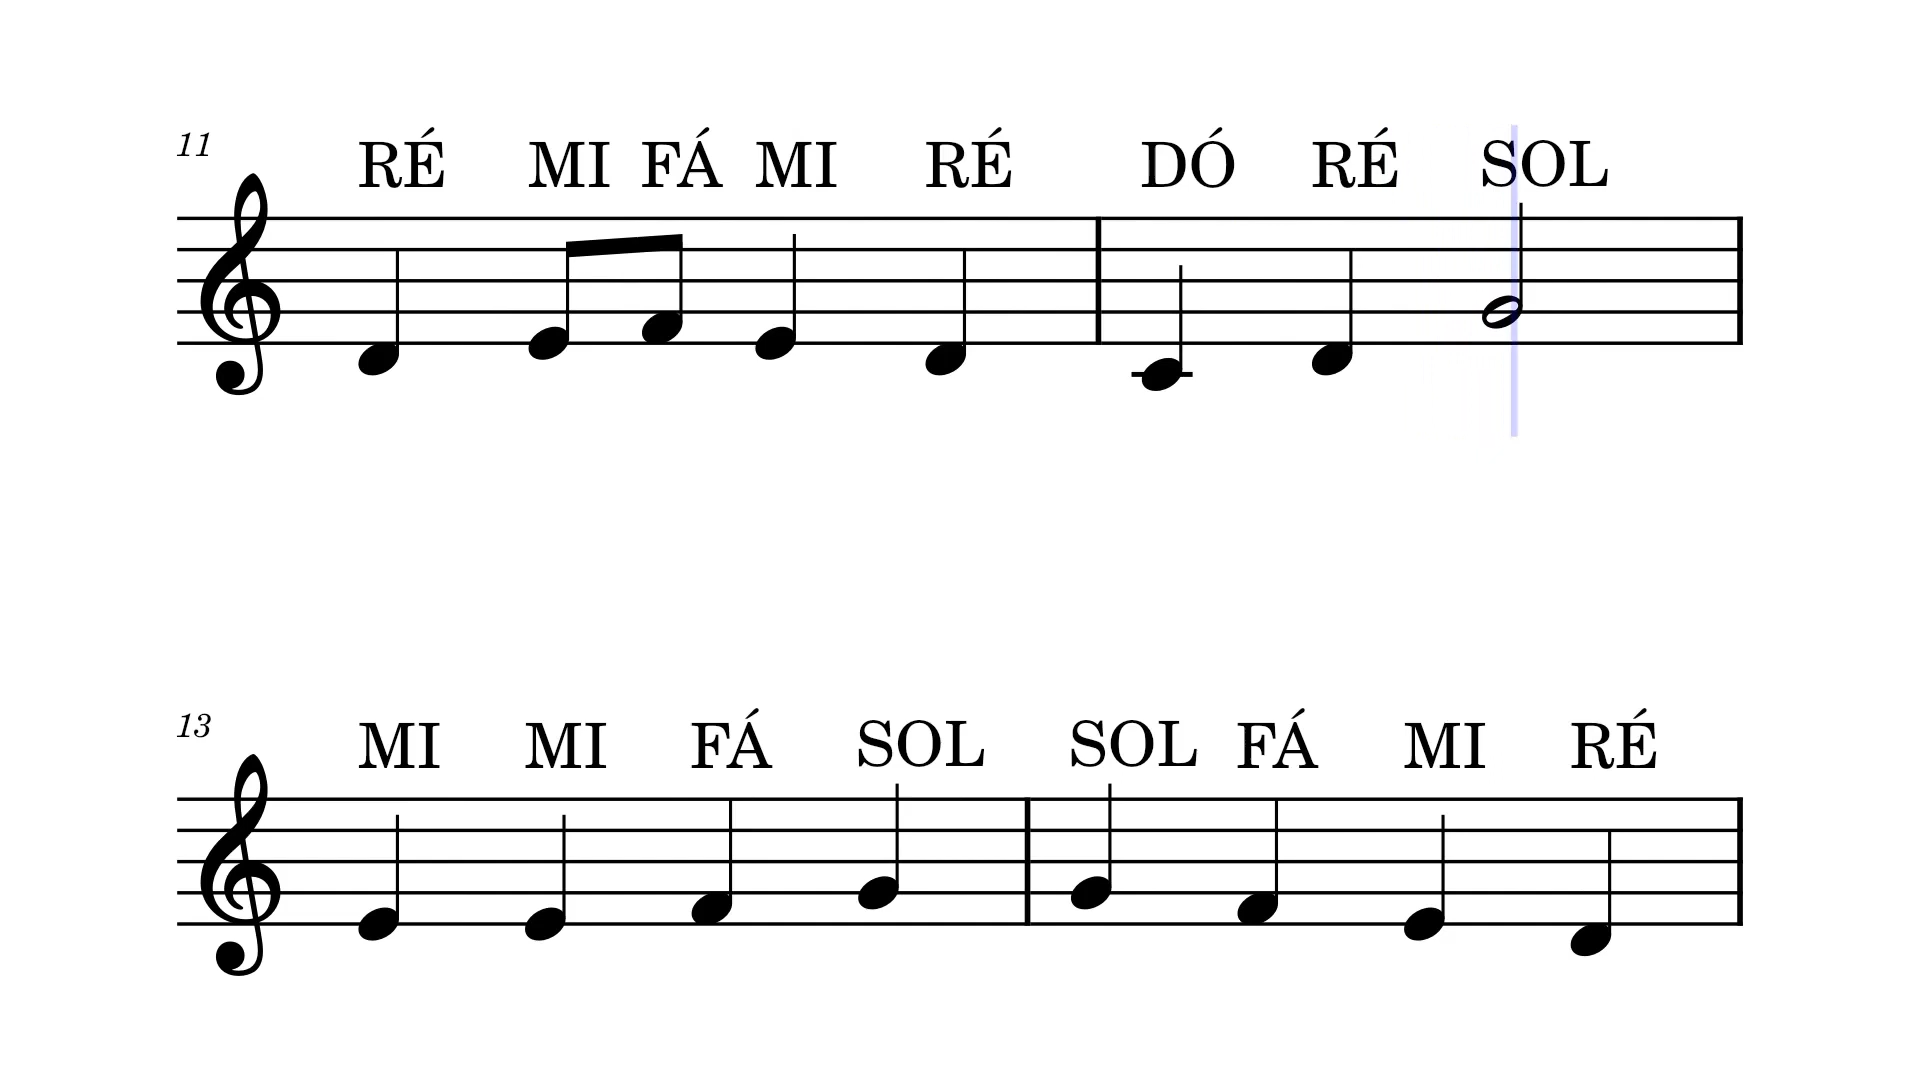 11
RÉ MI FÁ MI RÉ DÓ RÉ SOL
13
MI MI FÁ SOL SOL FÁ MI RÉ